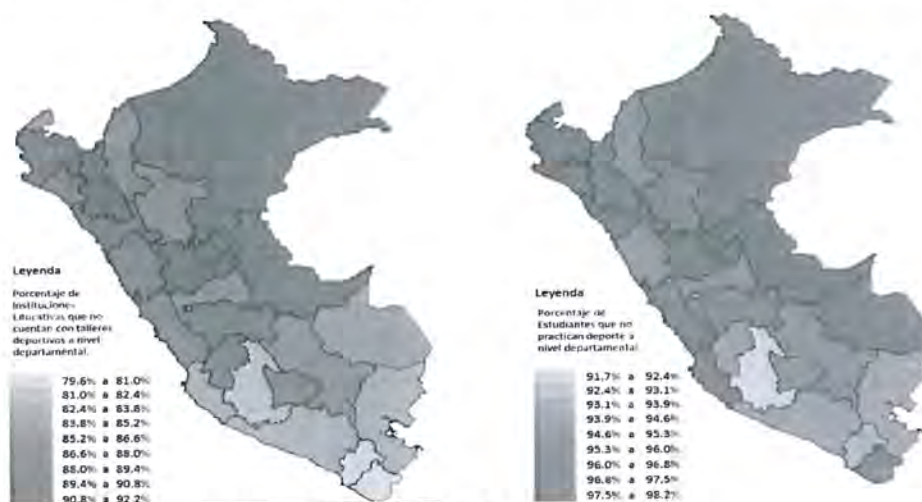 Leyenda
Porcentaje de
Instituciones
Educativas que no
cuentan con talleres
deportivos a nivel
departamental.
79.6% a 81.0%
81.0% a 82.4%
82.4% a 83.8%
83.8% a 85.2%
85.2% a 86.6%
86.6% a 88.0%
88.0% a 89.4%
89.4% a 90.8%
90.8% a 92.2%
Leyenda
Porcentaje de
Estudiantes que no
practican deporte a
nivel departamental.
91.7% a 92.4%
92.4% a 93.1%
93.1% a 93.9%
93.9% a 94.6%
94.6% a 95.3%
95.3% a 96.0%
96.0% a 96.8%
96.8% a 97.5%
97.5% a 98.2%